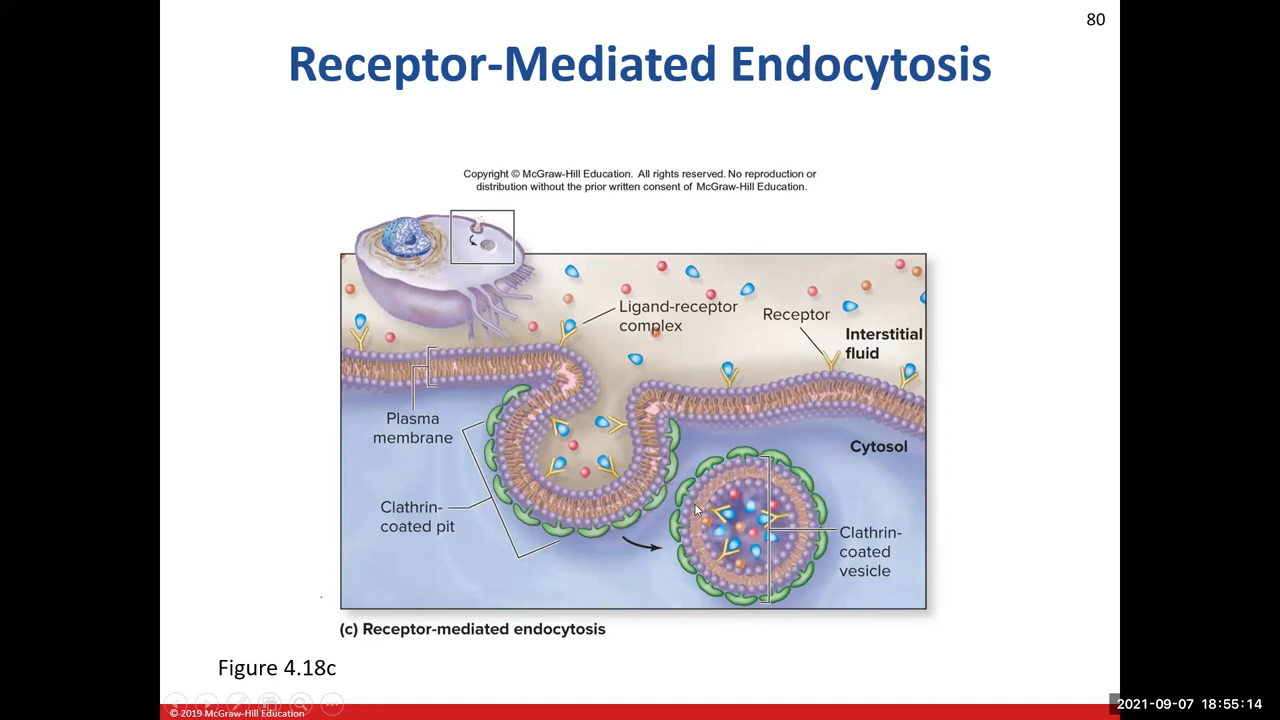 80
Receptor-Mediated Endocytosis
Copyright © McGraw-Hill Education. All rights reserved. No reproduction or
distribution without the prior written consent of McGraw-Hill Education.
Ligand-receptor
complex
Receptor
Interstitial
fluid
Plasma
membrane
Cytosol
Clathrin-
coated pit
Clathrin-
coated
vesicle
(c) Receptor-mediated endocytosis
Figure 4.18c
© 2019 McGraw-Hill Education
2021-09-07 18:55:14